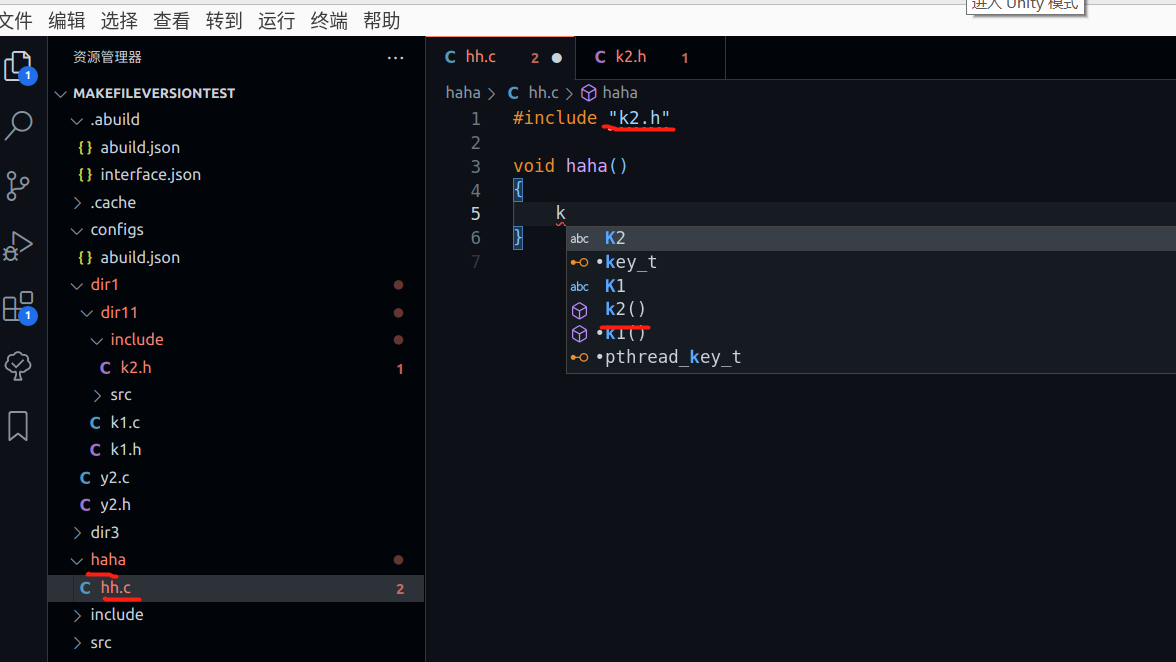 进入 Unity 模式
文件 编辑 选择 查看 转到 运行 终端 帮助
资源管理器 ...
MAKEFILEVERSIONTEST
.abuild
{} abuild.json
{} interface.json
.cache
configs
{} abuild.json
dir1
dir11
include
C k2.h 1
src
C k1.c
C k1.h
C y2.c
C y2.h
dir3
haha
C hh.c 2
include
src
1
1
C hh.c 2 ● C k2.h 1
haha > C hh.c > haha
1 #include "k2.h"
2
3 void haha()
4 {
5 k
6 }
7
abc K2
•key_t
abc K1
k2()
•k1()
•pthread_key_t